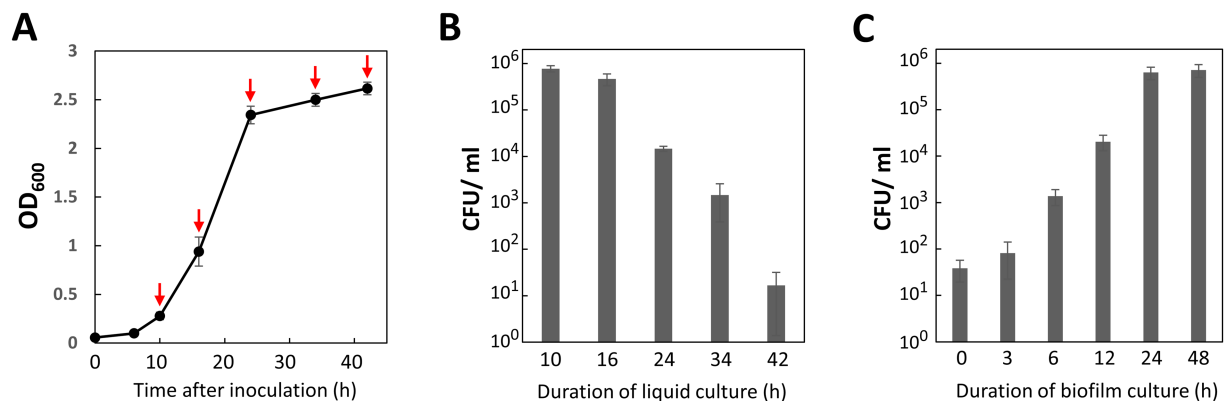 A
3
2.5
2
1.5
1
0.5
0
OD600
0 10 20 30 40
Time after inoculation (h)
B
10^6
10^5
10^4
10^3
10^2
10^1
10^0
CFU/ ml
10 16 24 34 42
Duration of liquid culture (h)
C
10^6
10^5
10^4
10^3
10^2
10^1
10^0
CFU/ ml
0 3 6 12 24 48
Duration of biofilm culture (h)